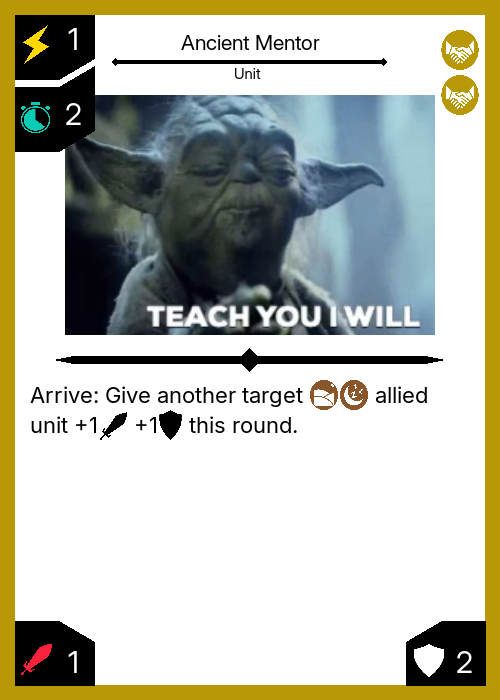 1
Ancient Mentor
Unit
2
TEACH YOU I WILL
Arrive: Give another target allied
unit +1 +1 this round.
1
2